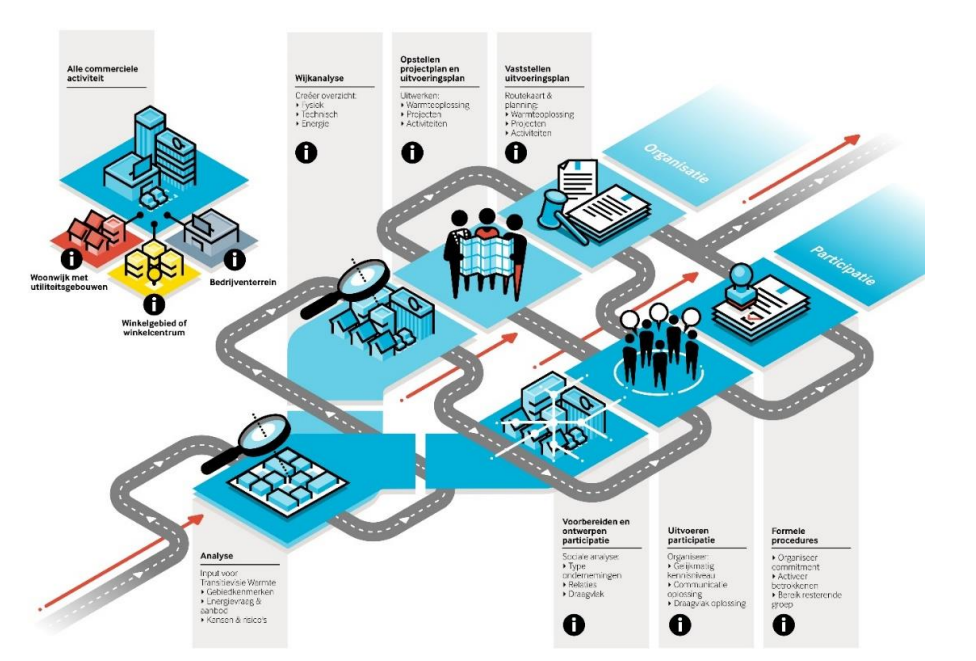 Alle commerciele
activiteit
Woonwijk met
utiliteitsgebouwen
Bedrijventerrein
Winkelgebied of
winkelcentrum
Wijkanalyse
Creëer overzicht:
▸ Fysiek
▸ Technisch
▸ Energie
Opstellen
projectplan en
uitvoeringsplan
Uitwerken:
▸ Warmteoplossing
▸ Projecten
▸ Activiteiten
Vaststellen
uitvoeringsplan
Routekaart &
planning:
▸ Warmteoplossing
▸ Projecten
▸ Activiteiten
Organisatie
Participatie
Analyse
Input voor
Transitievisie Warmte
▸ Gebiedkenmerken
▸ Energievraag &
aanbod
▸ Kansen & risico's
Voorbereiden en
ontwerpen
participatie
Sociale analyse:
▸ Type
ondernemingen
▸ Relaties
▸ Draagvlak
Uitvoeren
participatie
Organiseer:
▸ Gelijkmatig
kennisniveau
▸ Communicatie
oplossing
▸ Draagvlak oplossing
Formele
procedures
▸ Organiseer
commitment
▸ Activeer
betrokkenen
▸ Bereik resterende
groep